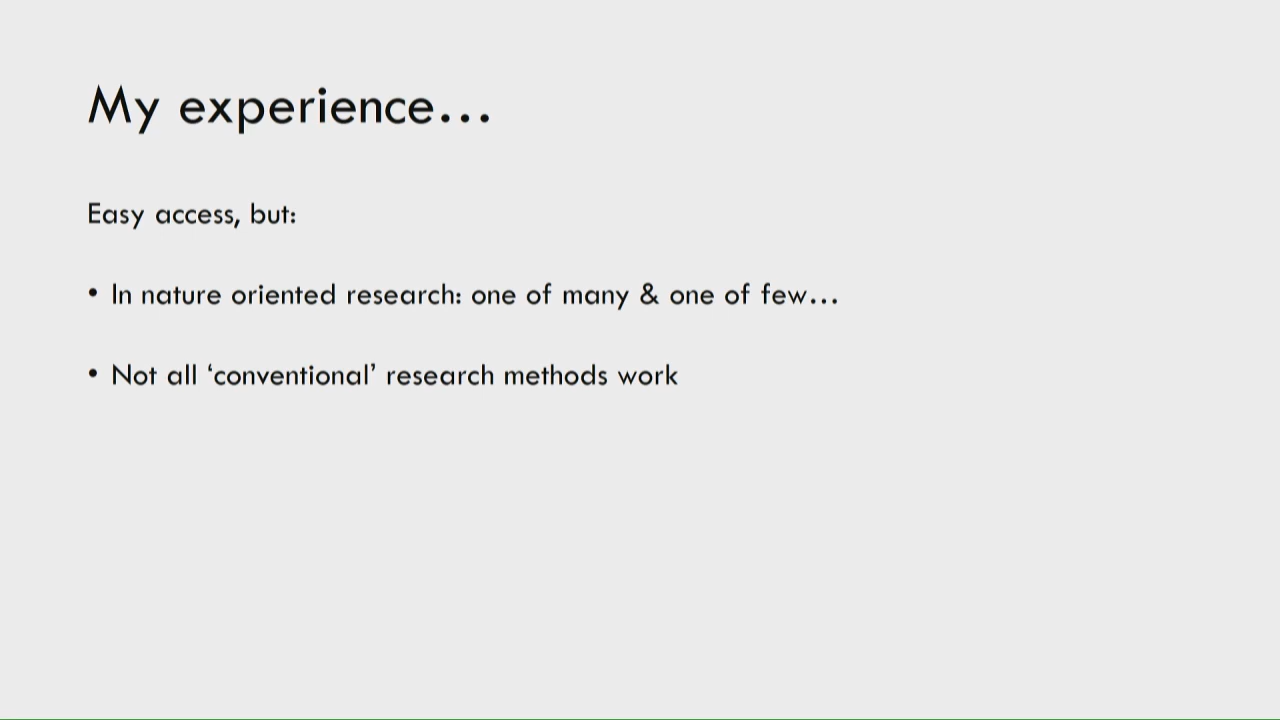 My experience…
Easy access, but:
• In nature oriented research: one of many & one of few…
• Not all ‘conventional’ research methods work